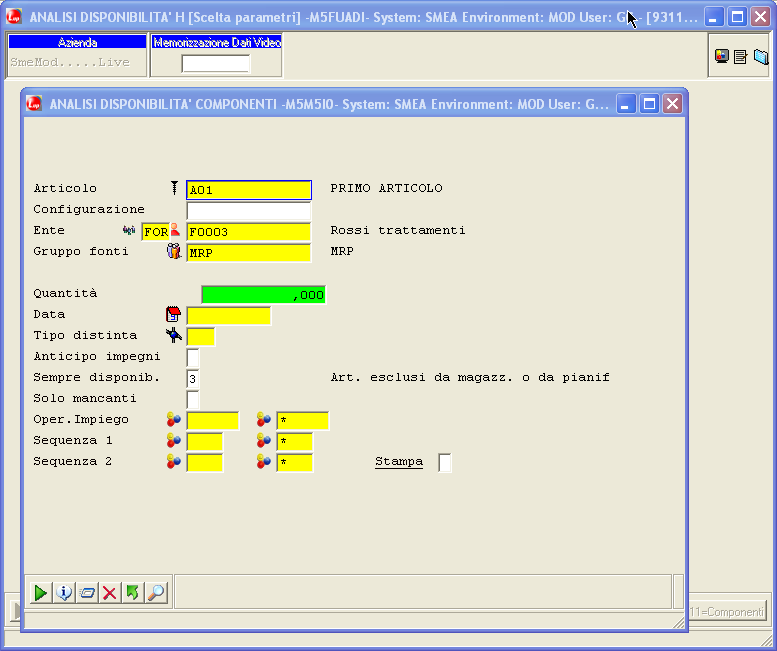 ANALISI DISPONIBILITA' H [Scelta parametri] -M5FUADI- System: SMEA Environment: MOD User: G - [9311...
Azienda
Memorizzazione Dati Video
SmeMod.....Live
ANALISI DISPONIBILITA' COMPONENTI -M5M5I0- System: SMEA Environment: MOD User: G...
Articolo A01 PRIMO ARTICOLO
Configurazione
Ente FOR F0003 Rossi trattamenti
Gruppo fonti MRP MRP
Quantità ,000
Data
Tipo distinta
Anticipo impegni
Sempre disponib. 3 Art. esclusi da magazz. o da pianif
Solo mancanti
Oper.Impiego *
Sequenza 1 *
Sequenza 2 * Stampa
11=Componenti